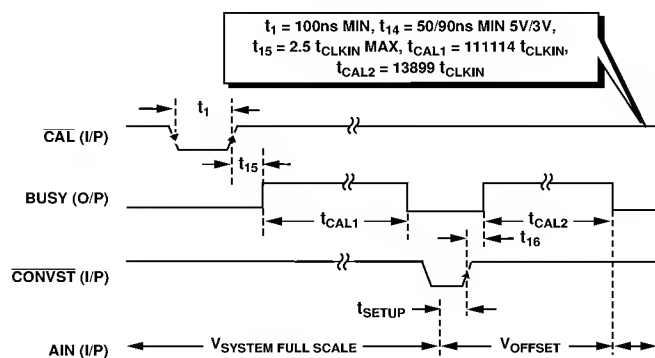 t1 = 100ns MIN, t14 = 50/90ns MIN 5V/3V,
t15 = 2.5 tCLKIN MAX, tCAL1 = 111114 tCLKIN,
tCAL2 = 13899 tCLKIN
t1
CAL (I/P)
t15
BUSY (O/P)
tCAL1
tCAL2
t16
CONVST (I/P)
tSETUP
AIN (I/P)
VSYSTEM FULL SCALE
VOFFSET